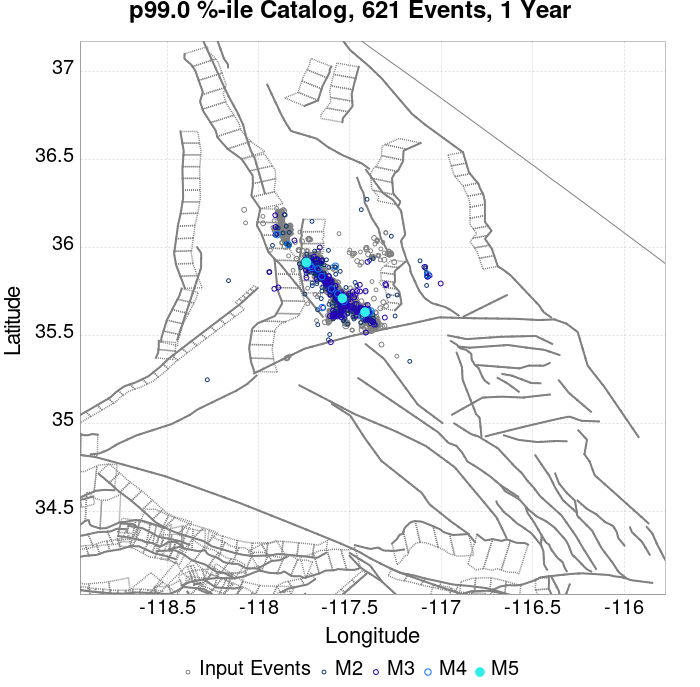 p99.0 %-ile Catalog, 621 Events, 1 Year
37
36.5
36
35.5
35
34.5
Latitude
-118.5
-118
-117.5
-117
-116.5
-116
Longitude
Input Events
M2
M3
M4
M5